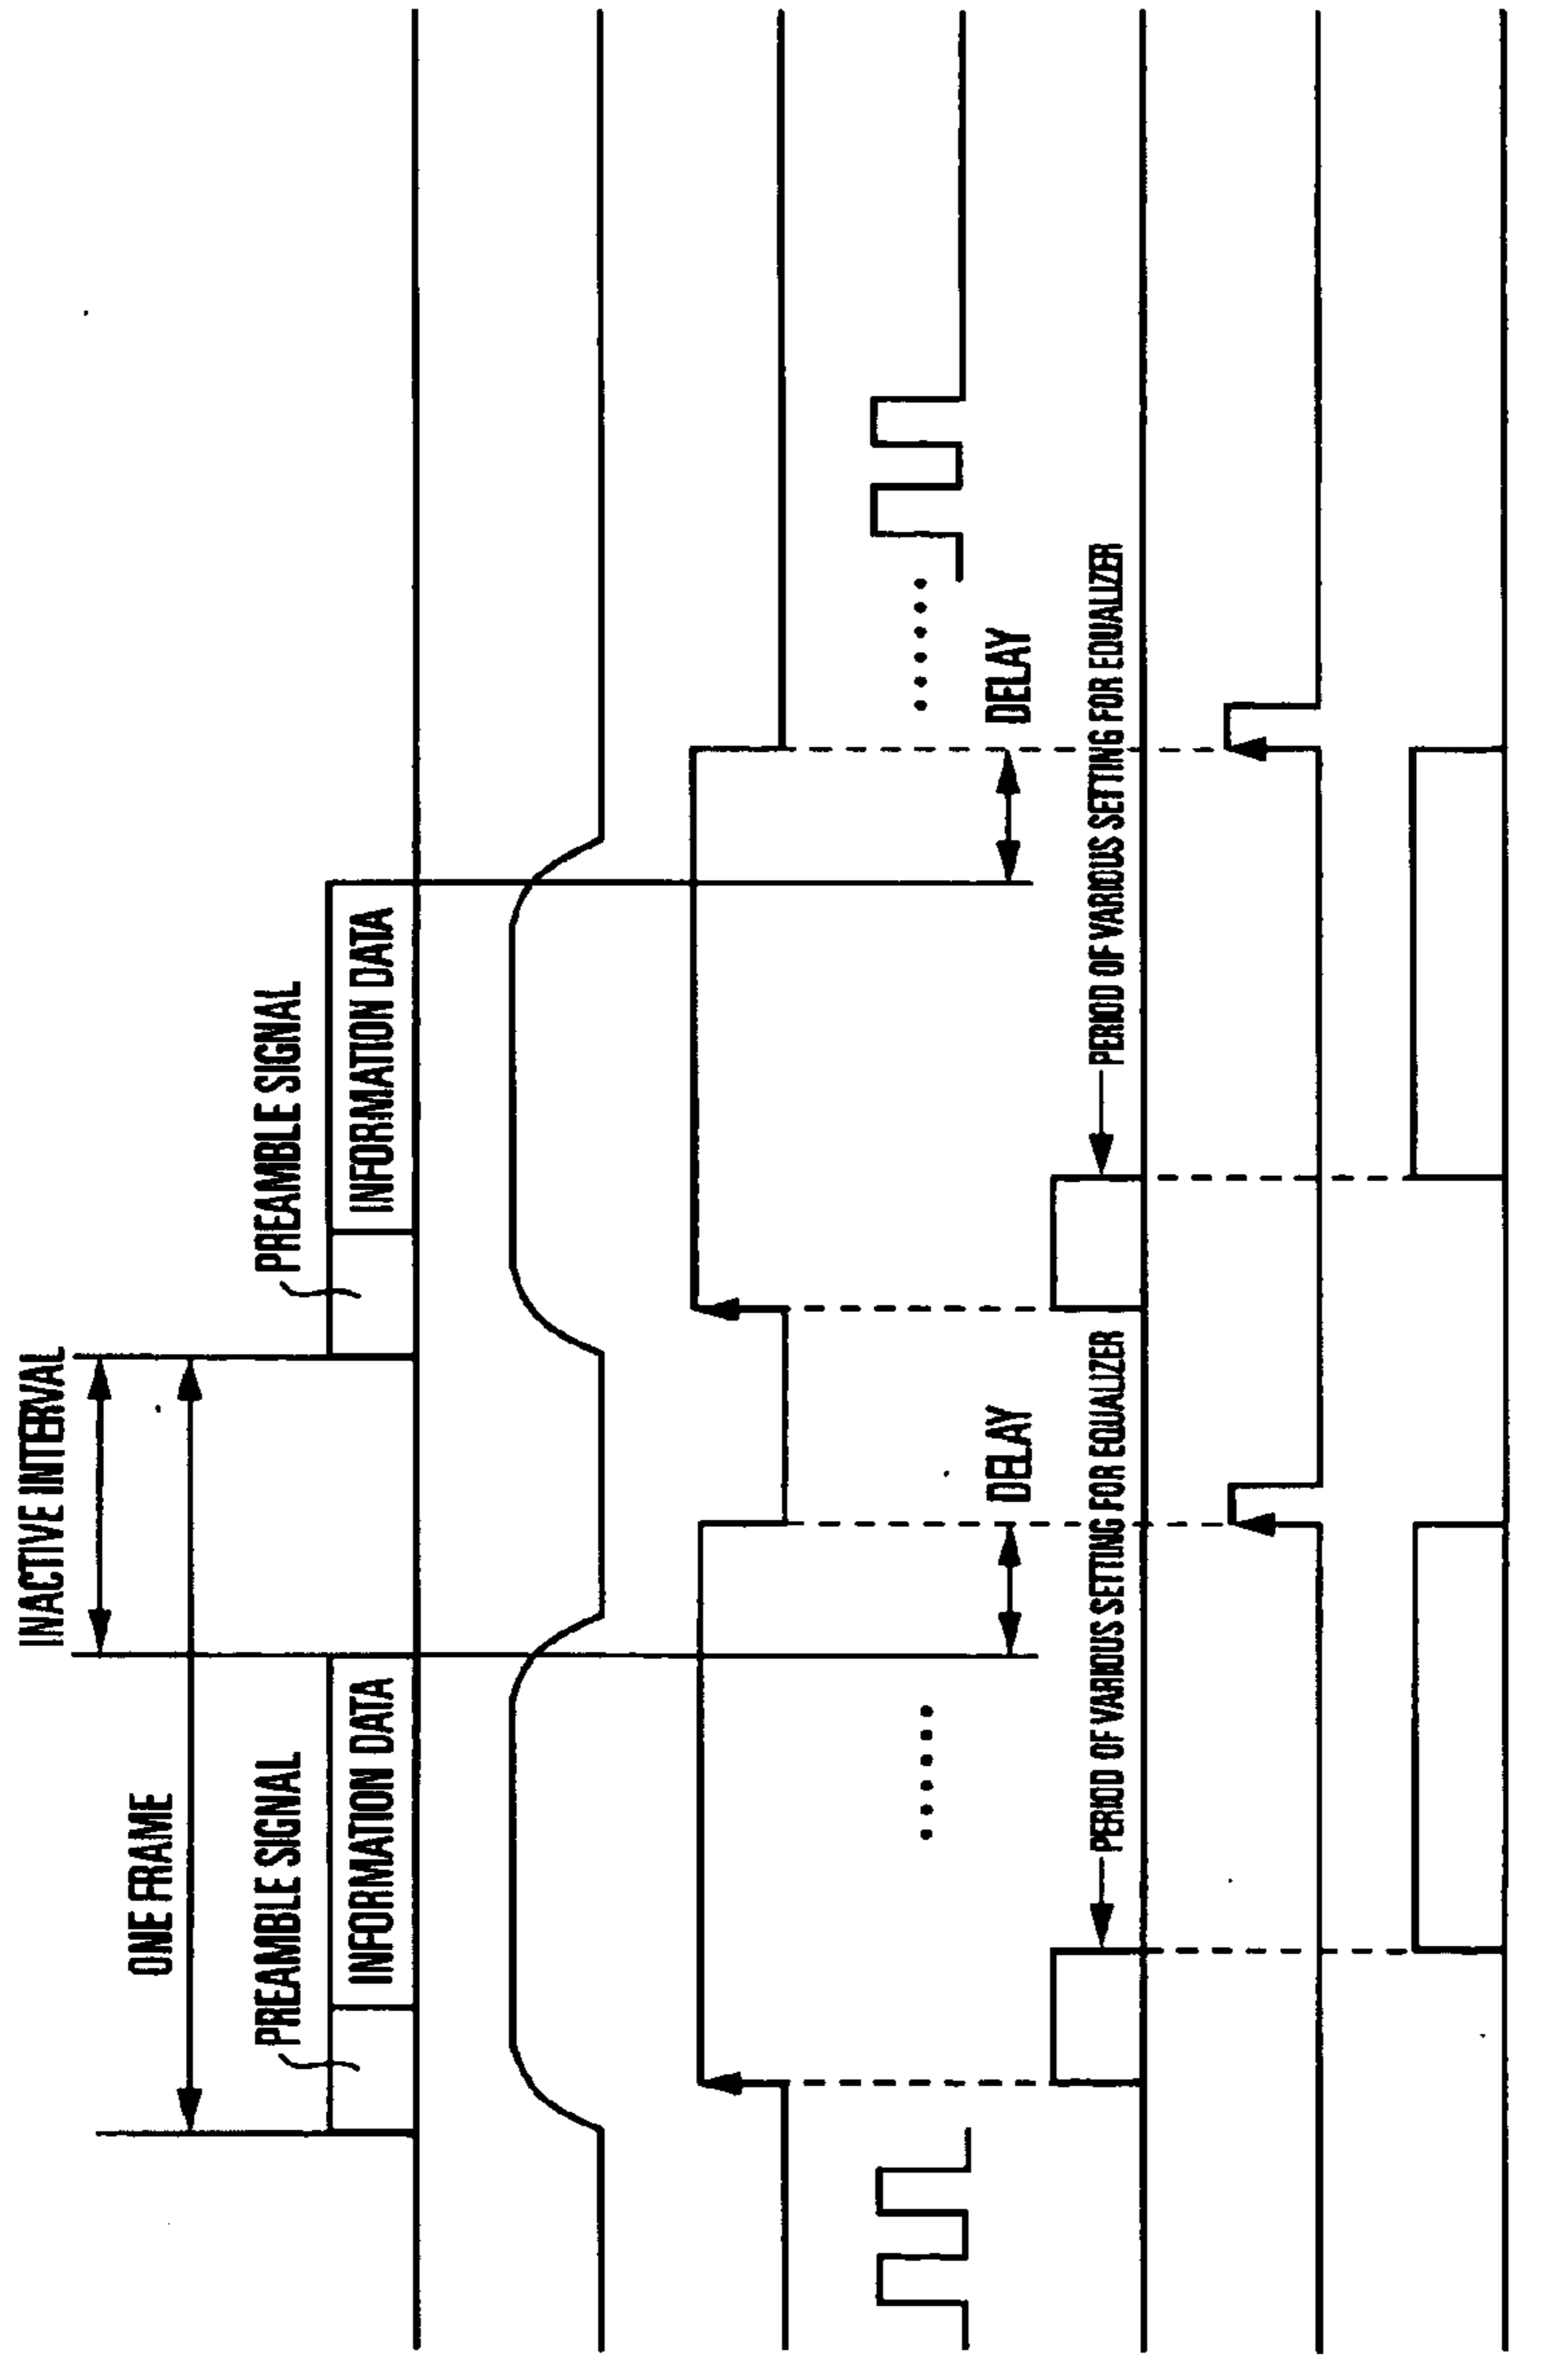 INACTIVE INTERVAL
ONE FRAME
PREAMBLE SIGNAL
PREAMBLE SIGNAL
INFORMATION DATA
INFORMATION DATA
DELAY
DELAY
PERIOD OF VARIOUS SETTING FOR EQUALIZER
PERIOD OF VARIOUS SETTING FOR EQUALIZER